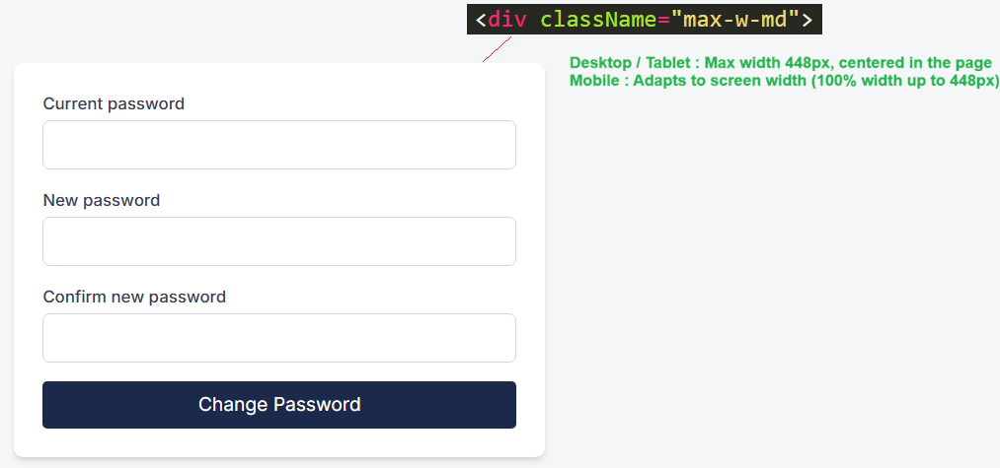 <div className="max-w-md">
Desktop / Tablet : Max width 448px, centered in the page
Mobile : Adapts to screen width (100% width up to 448px)
Current password
New password
Confirm new password
Change Password